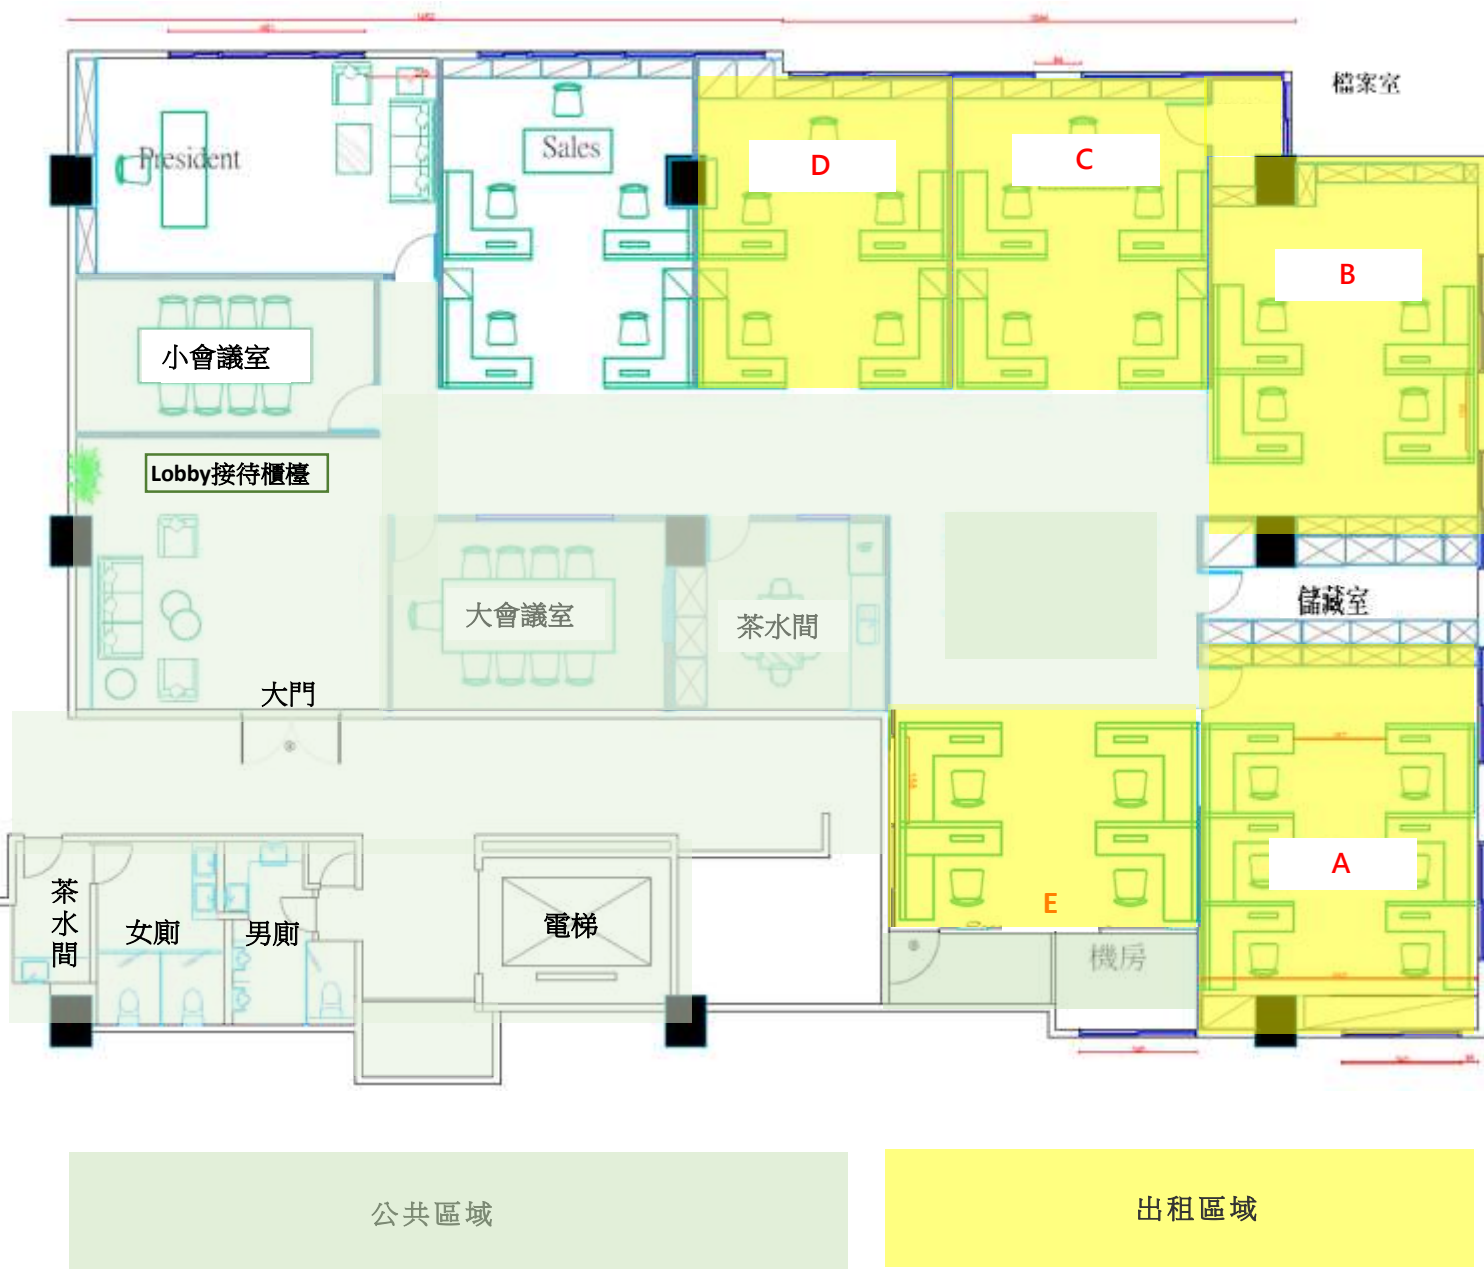 檔案室
President
Sales
D
C
B
小會議室
Lobby接待櫃檯
大會議室
茶水間
儲藏室
大門
A
E
茶水間
女廁
男廁
電梯
機房
公共區域
出租區域